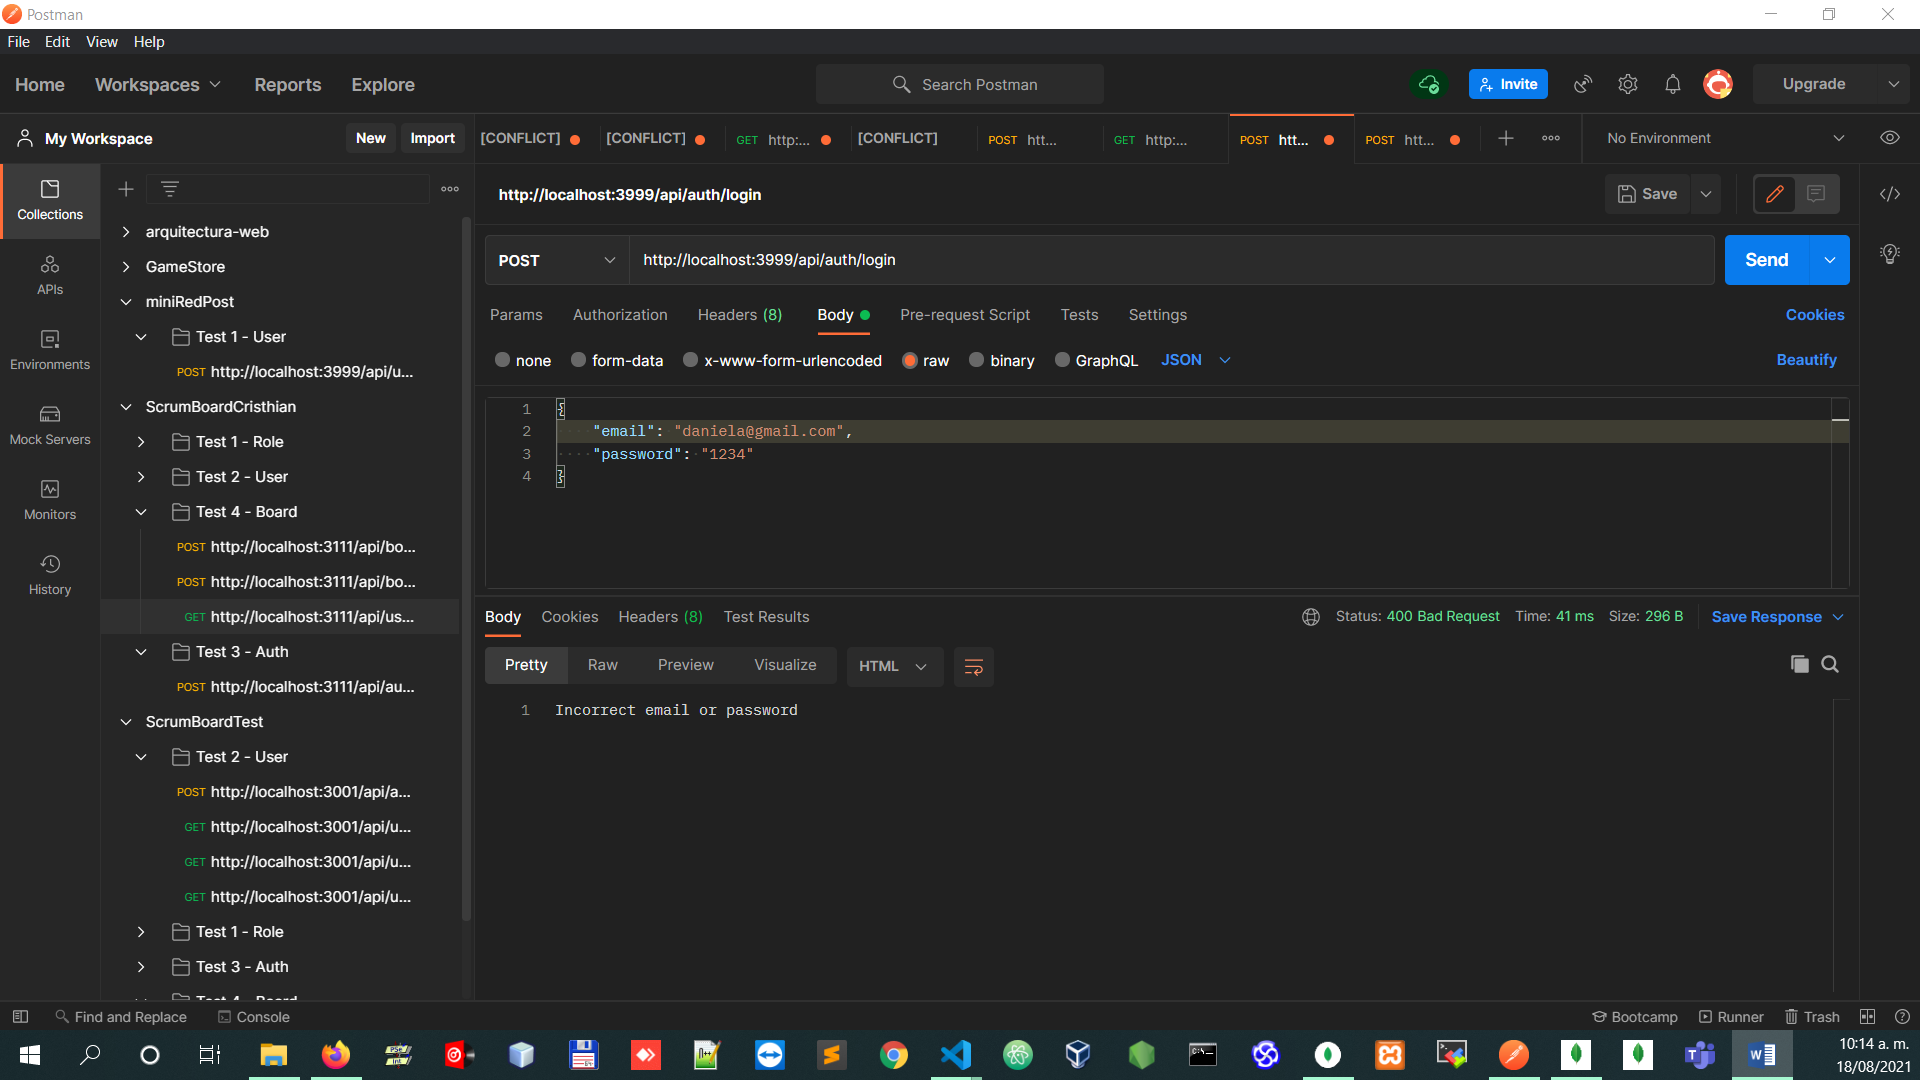 Postman
File Edit View Help
Home Workspaces Reports Explore
Search Postman
Invite
Upgrade
My Workspace
New Import
[CONFLICT] [CONFLICT] GET http:... [CONFLICT] POST htt... GET http:... POST htt... POST htt...
No Environment
Collections
APIs
Environments
Mock Servers
Monitors
History
arquitectura-web
GameStore
miniRedPost
Test 1 - User
POST http://localhost:3999/api/u...
ScrumBoardCristhian
Test 1 - Role
Test 2 - User
Test 4 - Board
POST http://localhost:3111/api/bo...
POST http://localhost:3111/api/bo...
GET http://localhost:3111/api/us...
Test 3 - Auth
POST http://localhost:3111/api/au...
ScrumBoardTest
Test 2 - User
POST http://localhost:3001/api/a...
GET http://localhost:3001/api/u...
GET http://localhost:3001/api/u...
GET http://localhost:3001/api/u...
Test 1 - Role
Test 3 - Auth
Test 4 - Board
http://localhost:3999/api/auth/login
Save
POST http://localhost:3999/api/auth/login
Send
Params Authorization Headers (8) Body Pre-request Script Tests Settings
Cookies
none form-data x-www-form-urlencoded raw binary GraphQL JSON
Beautify
1 {
2 "email": "daniela@gmail.com",
3 "password": "1234"
4 }
Body Cookies Headers (8) Test Results
Status: 400 Bad Request Time: 41 ms Size: 296 B
Save Response
Pretty Raw Preview Visualize HTML
1 Incorrect email or password
Find and Replace Console
Bootcamp Runner Trash
10:14 a. m.
18/08/2021